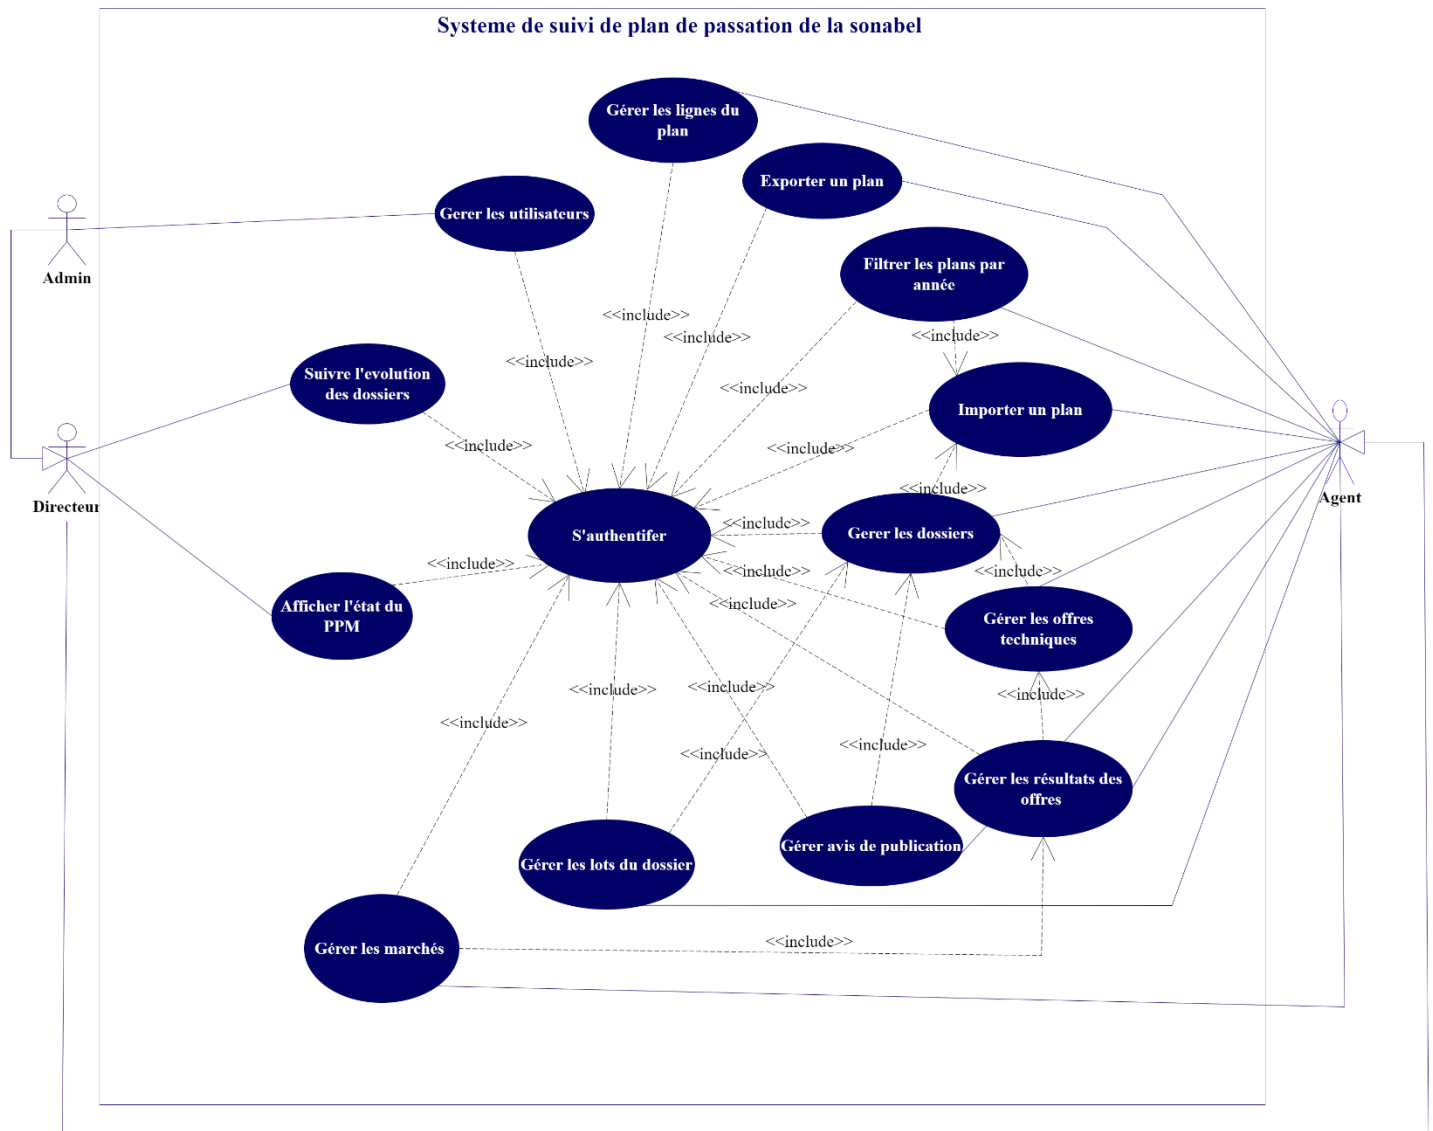 Systeme de suivi de plan de passation de la sonabel
Gérer les lignes du
plan
Exporter un plan
Gerer les utilisateurs
Admin
Filtrer les plans par
année
<<include>>
<<include>>
<<include>>
<<include>>
Suivre l'evolution
des dossiers
<<include>>
Importer un plan
<<include>>
<<include>>
<<include>>
Directeur
Agent
S'authentifer
<<include>>
Gerer les dossiers
<<include>>
<<include>>
<<include>>
Afficher l'état du
PPM
Gérer les offres
techniques
<<include>>
<<include>>
<<include>>
<<include>>
<<include>>
<<include>>
Gérer les résultats des
offres
Gérer avis de publication
Gérer les lots du dossier
Gérer les marchés
<<include>>